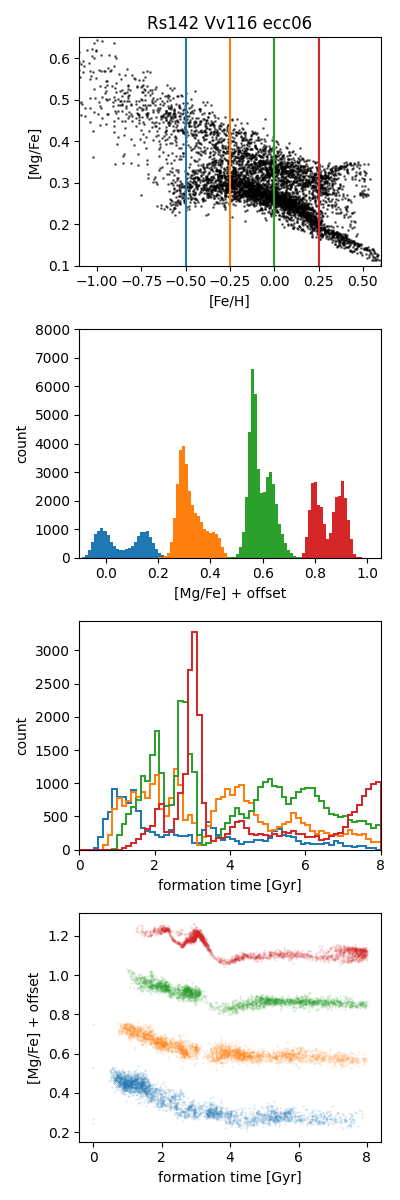 Rs142 Vv116 ecc06
0.6
0.5
0.4
0.3
0.2
0.1
[Mg/Fe]
−1.00 −0.75 −0.50 −0.25 0.00 0.25 0.50
[Fe/H]
8000
7000
6000
5000
4000
3000
2000
1000
0
count
0.0 0.2 0.4 0.6 0.8 1.0
[Mg/Fe] + offset
3000
2500
2000
1500
1000
500
0
count
0 2 4 6 8
formation time [Gyr]
1.2
1.0
0.8
0.6
0.4
0.2
[Mg/Fe] + offset
0 2 4 6 8
formation time [Gyr]